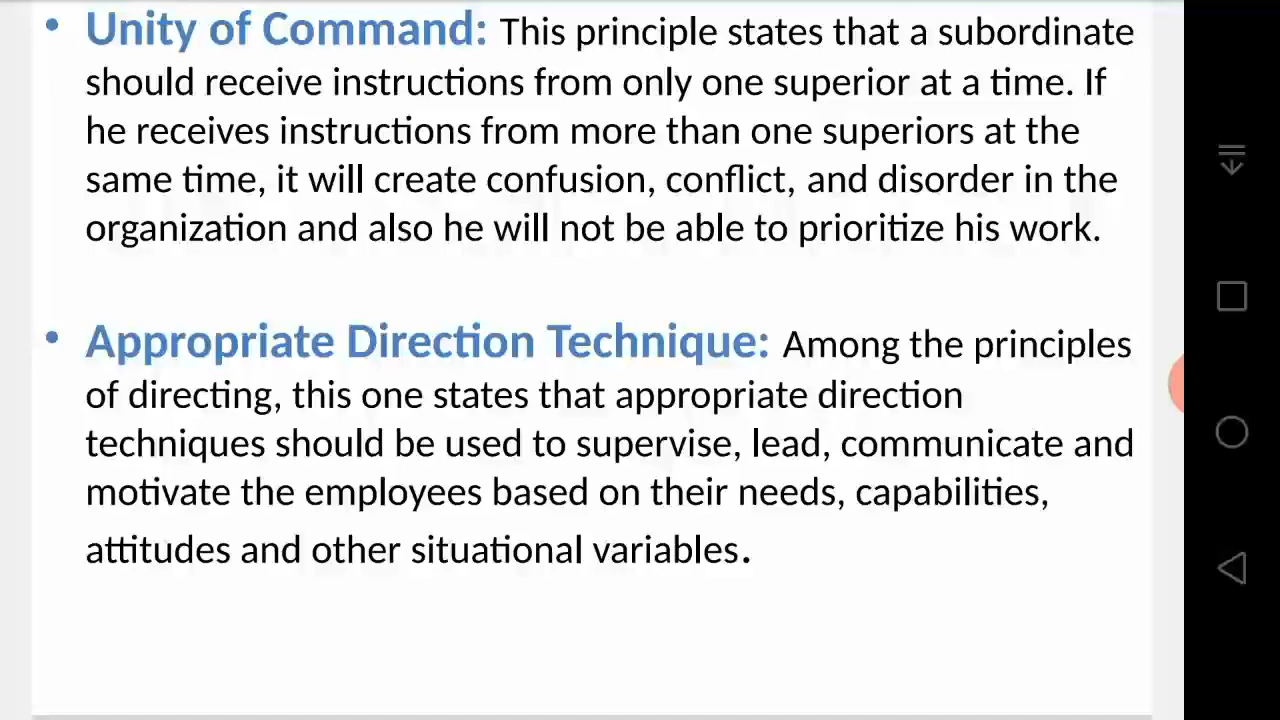 • Unity of Command: This principle states that a subordinate
should receive instructions from only one superior at a time. If
he receives instructions from more than one superiors at the
same time, it will create confusion, conflict, and disorder in the
organization and also he will not be able to prioritize his work.
• Appropriate Direction Technique: Among the principles
of directing, this one states that appropriate direction
techniques should be used to supervise, lead, communicate and
motivate the employees based on their needs, capabilities,
attitudes and other situational variables.